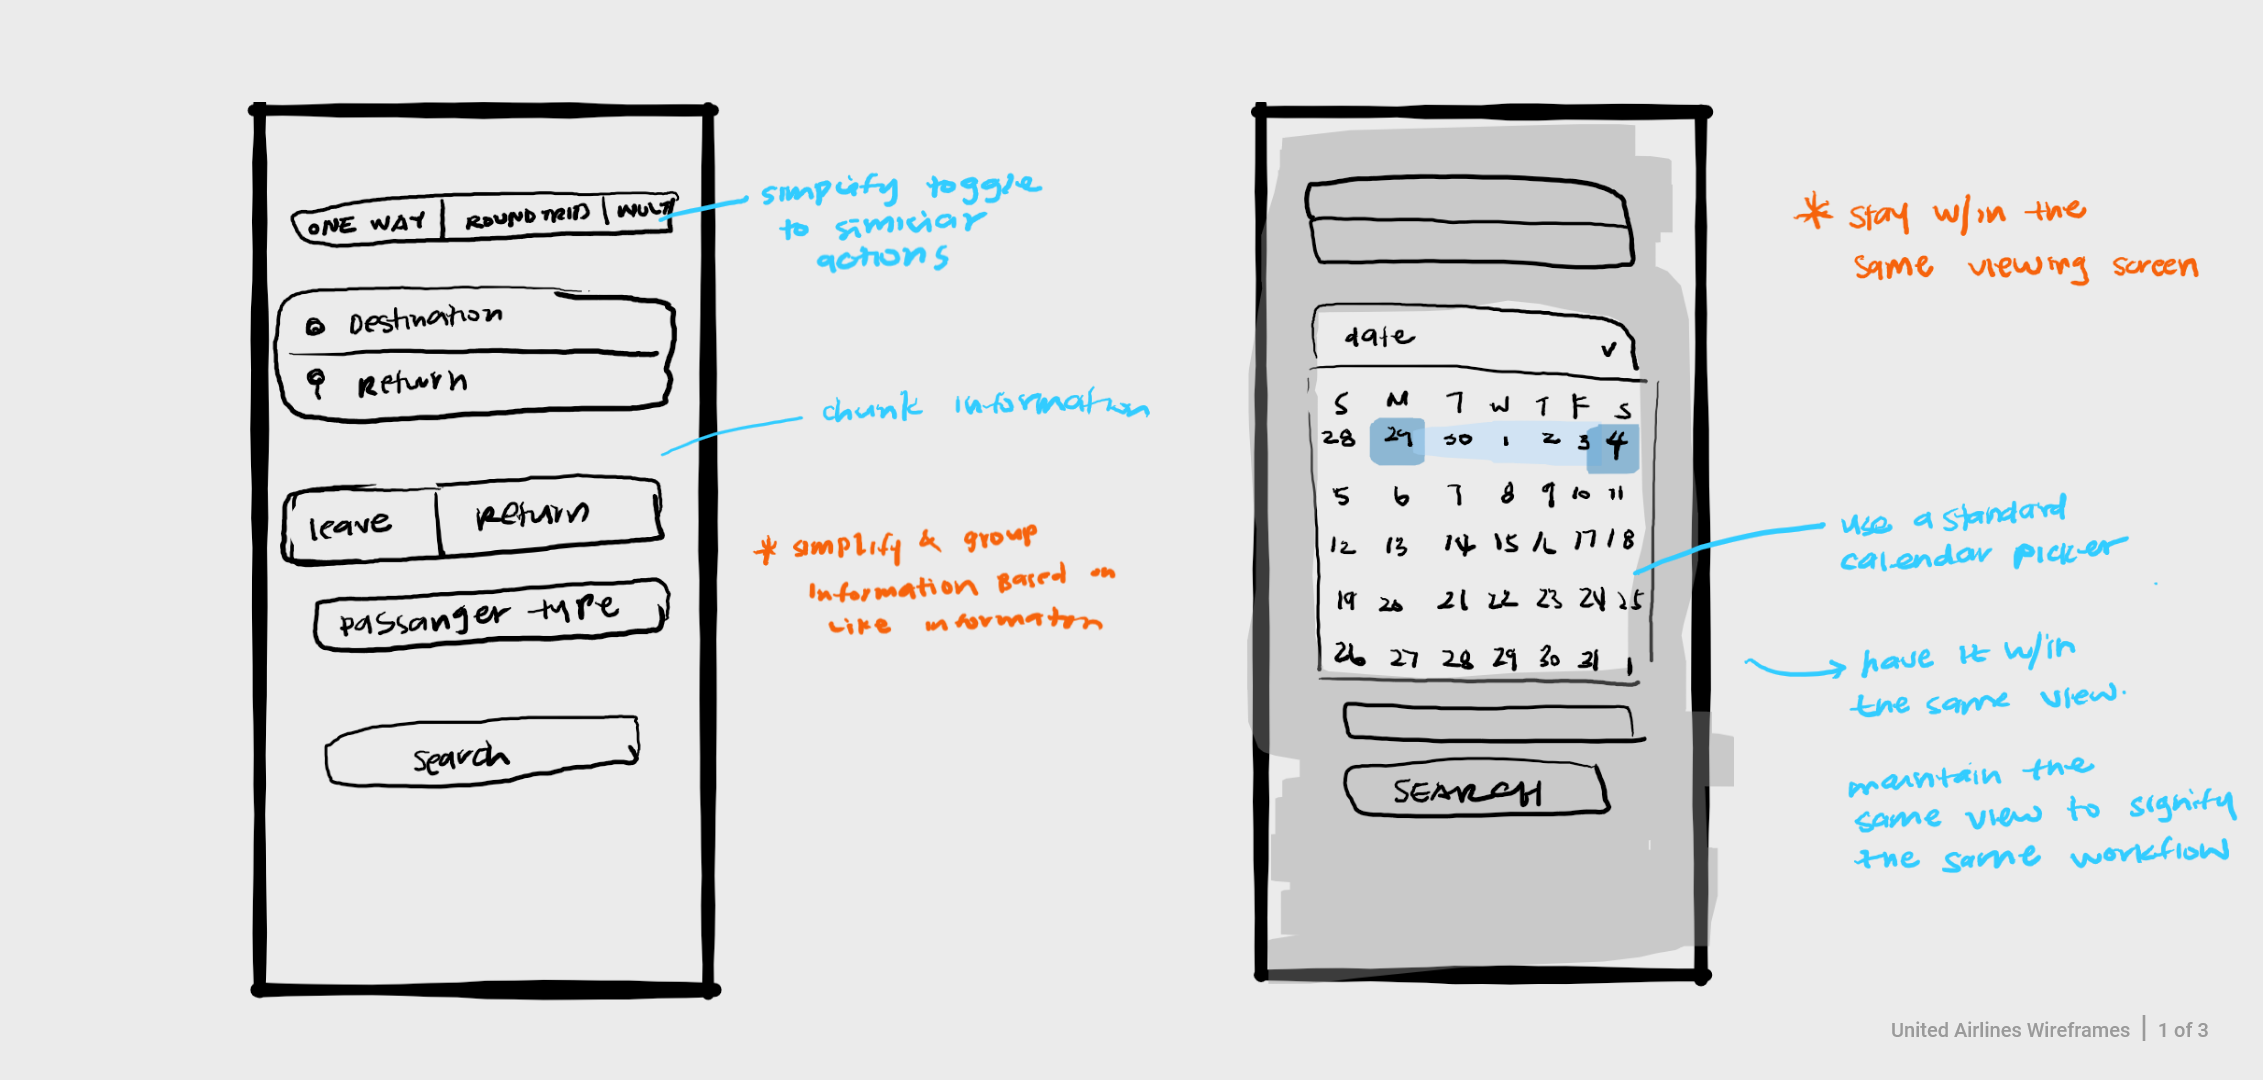 ONE WAY ROUNDTRIP MULTI
Destination
Return
leave Return
passanger type
search
simplify toggle
to similiar
actions
chunk information
* simplify & group
information Based on
Like information
date v
S M T W T F S
28 29 30 1 2 3 4
5 6 7 8 9 10 11
12 13 14 15 16 17 18
19 20 21 22 23 24 25
26 27 28 29 30 31 1
SEARCH
* stay w/in the
same viewing screen
use a standard
calendar picker
have it w/in
the same view.
maintain the
same view to signify
the same workflow
United Airlines Wireframes | 1 of 3